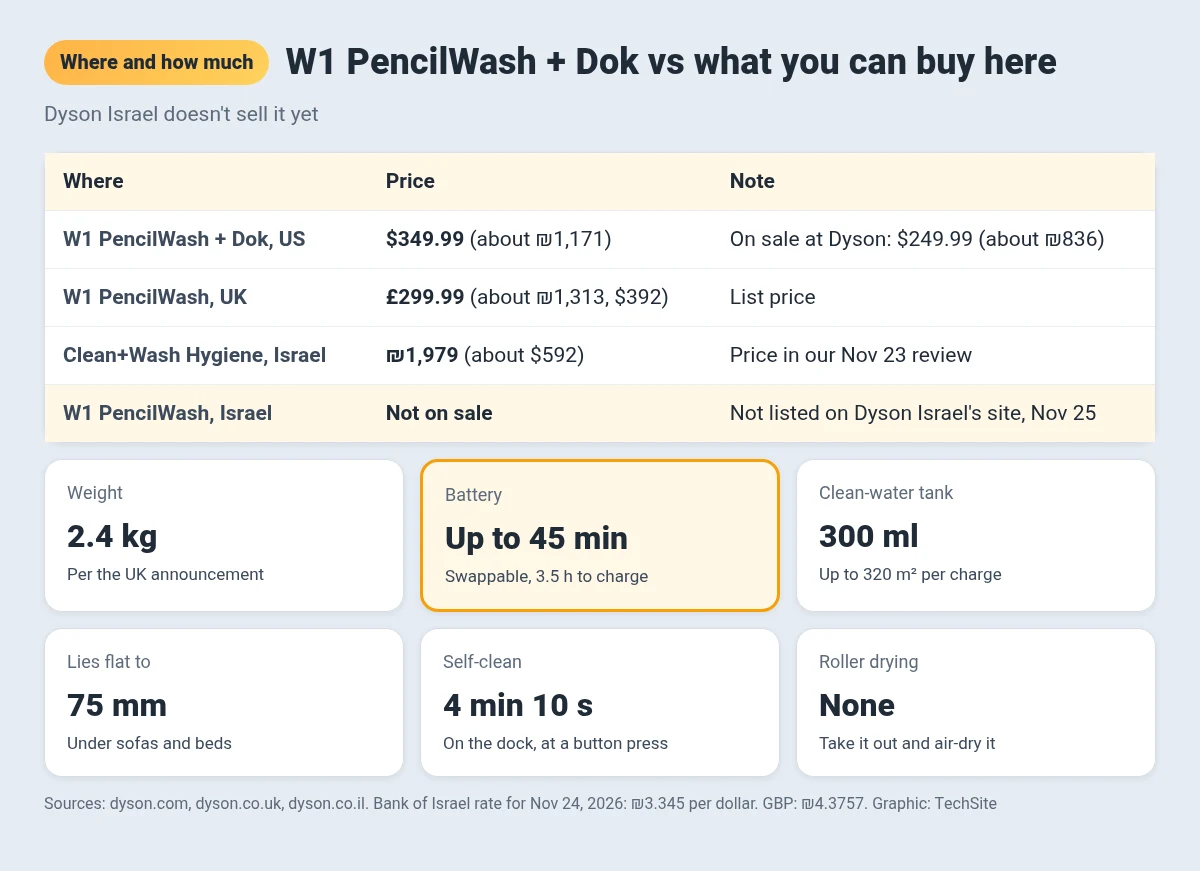 Where and how much W1 PencilWash + Dok vs what you can buy here
Dyson Israel doesn't sell it yet
Where Price Note
W1 PencilWash + Dok, US $349.99 (about ₪1,171) On sale at Dyson: $249.99 (about ₪836)
W1 PencilWash, UK £299.99 (about ₪1,313, $392) List price
Clean+Wash Hygiene, Israel ₪1,979 (about $592) Price in our Nov 23 review
W1 PencilWash, Israel Not on sale Not listed on Dyson Israel's site, Nov 25
Weight
2.4 kg
Per the UK announcement
Battery
Up to 45 min
Swappable, 3.5 h to charge
Clean-water tank
300 ml
Up to 320 m² per charge
Lies flat to
75 mm
Under sofas and beds
Self-clean
4 min 10 s
On the dock, at a button press
Roller drying
None
Take it out and air-dry it
Sources: dyson.com, dyson.co.uk, dyson.co.il. Bank of Israel rate for Nov 24, 2026: ₪3.345 per dollar. GBP: ₪4.3757. Graphic: TechSite